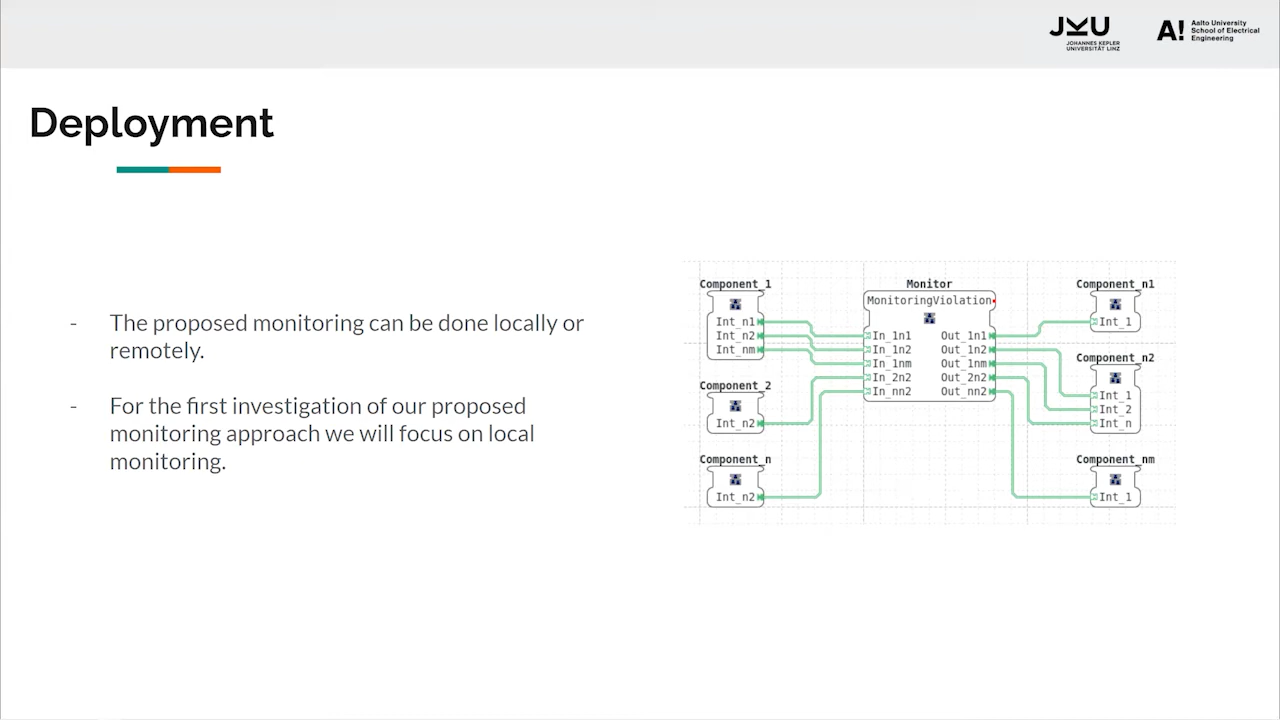 JKU
JOHANNES KEPLER
UNIVERSITÄT LINZ
A!
Aalto University
School of Electrical
Engineering
Deployment
- The proposed monitoring can be done locally or
remotely.
- For the first investigation of our proposed
monitoring approach we will focus on local
monitoring.
Component_1
Int_n1
Int_n2
Int_nm
Component_2
Int_n2
Component_n
Int_n2
Monitor
MonitoringViolation
In_1n1 Out_1n1
In_1n2 Out_1n2
In_1nm Out_1nm
In_2n2 Out_2n2
In_nn2 Out_nn2
Component_n1
Int_1
Component_n2
Int_1
Int_2
Int_n
Component_nm
Int_1